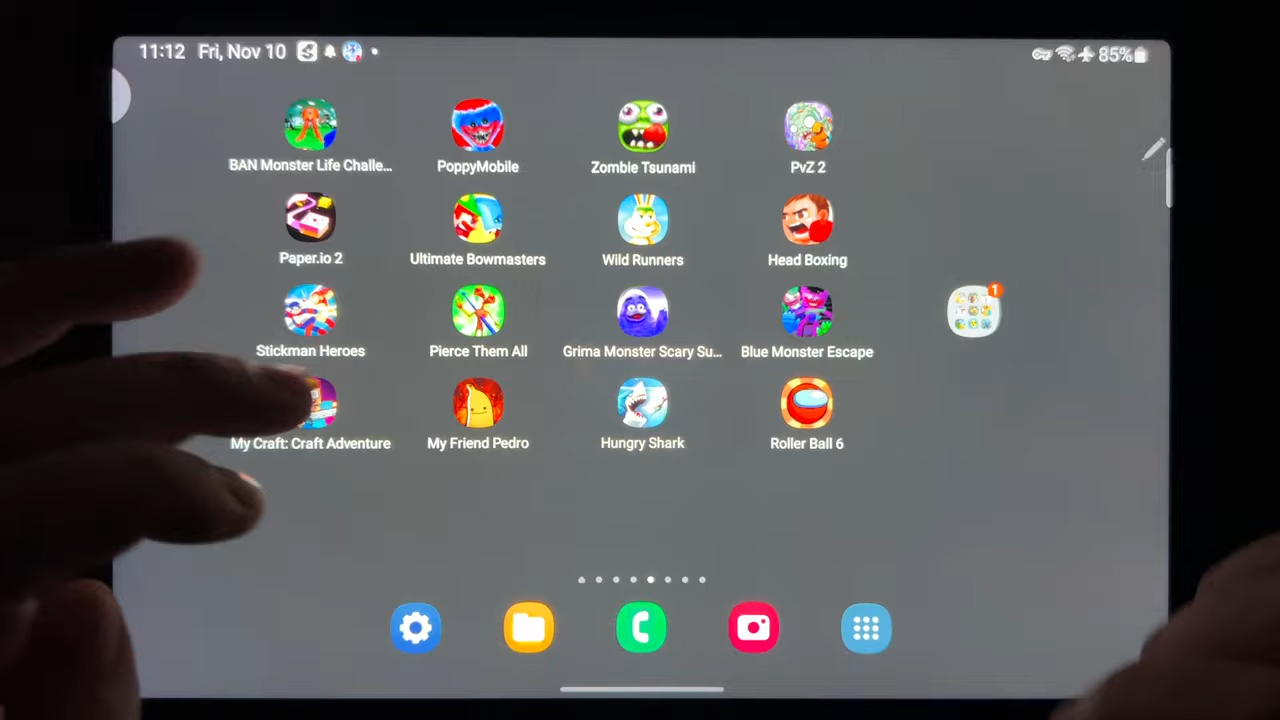 11:12 Fri, Nov 10 85%
BAN Monster Life Challe... PoppyMobile Zombie Tsunami PvZ 2
Paper.io 2 Ultimate Bowmasters Wild Runners Head Boxing
1
Stickman Heroes Pierce Them All Grima Monster Scary Su... Blue Monster Escape
My Craft: Craft Adventure My Friend Pedro Hungry Shark Roller Ball 6